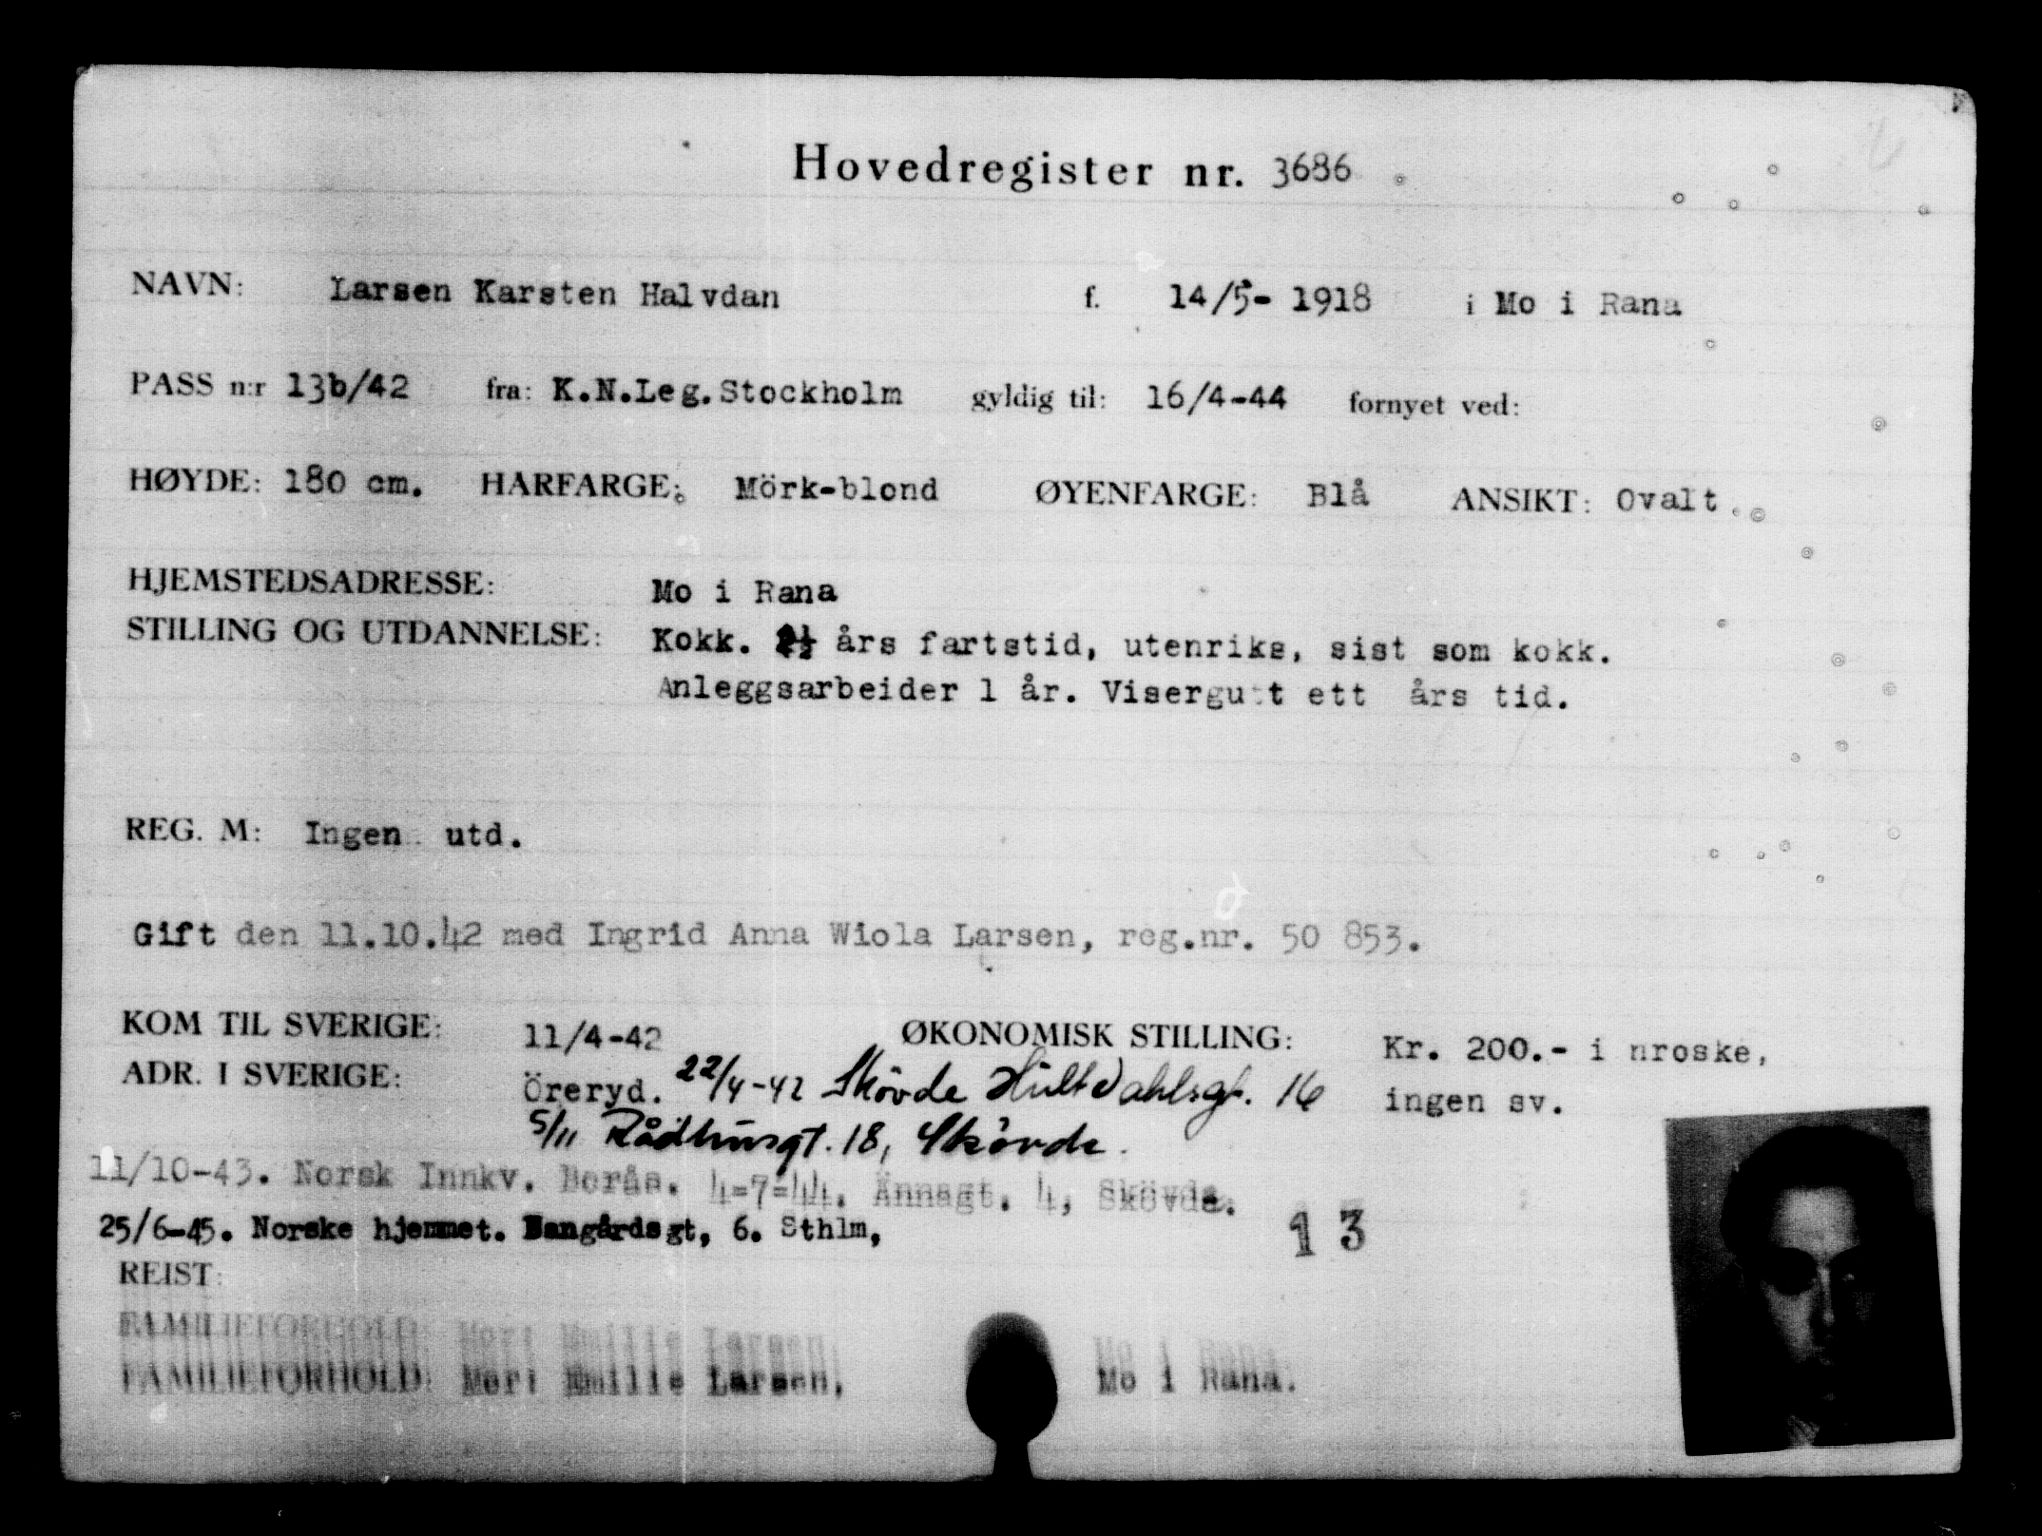 Hovedregister nr. 3686
NAVN: Larsen Karsten Halvdan f. 14/5- 1918 i Mo i Rana
PASS n:r 13b/42 fra: K.N.Leg.Stockholm gyldig til: 16/4-44 fornyet ved:
HØYDE: 180 cm. HARFARGE: Mörk-blond ØYENFARGE: Blå ANSIKT: Ovalt.
HJEMSTEDSADRESSE: Mo i Rana
STILLING OG UTDANNELSE: Kokk. års fartstid, utenriks, sist som kokk.
Anleggsarbeider 1 år. Visergutt ett års tid.
REG. M: Ingen utd.
Gift den 11.10.42 med Ingrid Anna Wiola Larsen, reg.nr. 50 853.
KOM TIL SVERIGE: 11/4-42 ØKONOMISK STILLING: Kr. 200.- i nroske,
ADR. I SVERIGE: Öreryd. 22/4-42 Skövde Hultdahlsgt. 16 ingen sv.
5/11 Rådhusgt. 18, Skövde.
11/10-43. Norsk Innkv. Borås. 4=7=44. Ännagt. 4, Skövde.
25/6-45. Norske hjemmet. gt, 6. Sthlm,
13
REIST:
FAMILIEFORHOLD: Mor: Emilie Larsen, Mo i Rana.